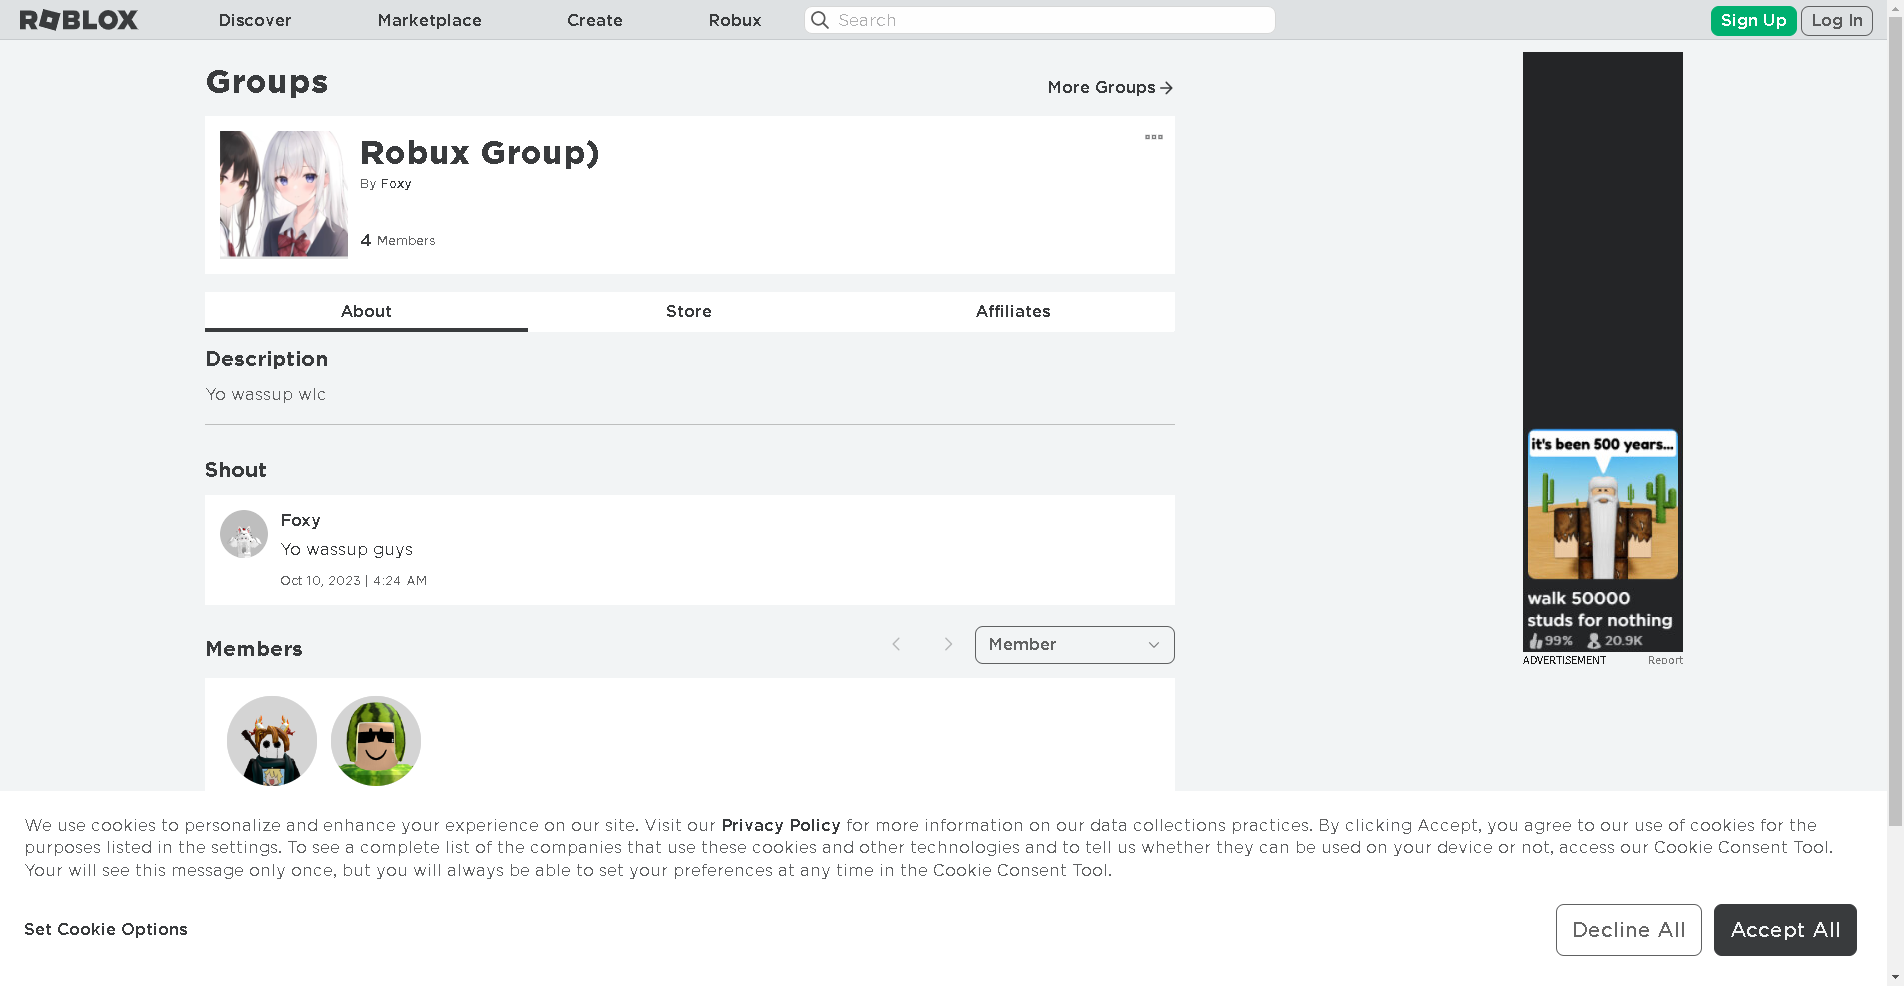 ROBLOX
Discover
Marketplace
Create
Robux
Search
Sign Up
Log In
Groups
More Groups
Robux Group)
By Foxy
4 Members
About
Store
Affiliates
Description
Yo wassup wlc
Shout
Foxy
Yo wassup guys
Oct 10, 2023 | 4:24 AM
Members
Member
it's been 500 years...
walk 50000
studs for nothing
99% 20.9K
ADVERTISEMENT
Report
We use cookies to personalize and enhance your experience on our site. Visit our Privacy Policy for more information on our data collections practices. By clicking Accept, you agree to our use of cookies for the
purposes listed in the settings. To see a complete list of the companies that use these cookies and other technologies and to tell us whether they can be used on your device or not, access our Cookie Consent Tool.
Your will see this message only once, but you will always be able to set your preferences at any time in the Cookie Consent Tool.
Set Cookie Options
Decline All
Accept All